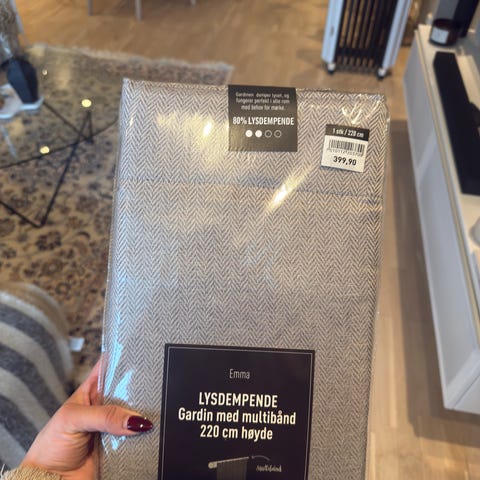 Gardinen demper lyset, og
fungerer perfekt i alle rom
med behov for mørke.
80% LYSDEMPENDE
1 stk / 220 cm
399,90
Emma
LYSDEMPENDE
Gardin med multibånd
220 cm høyde
Multibånd